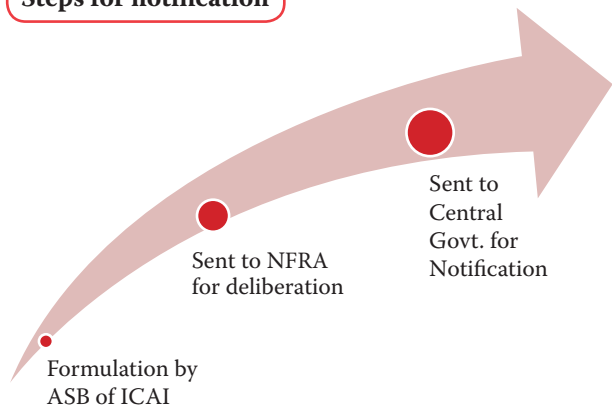 Steps for notification
Sent to
Central
Govt. for
Notification
Sent to NFRA
for deliberation
Formulation by
ASB of ICAI